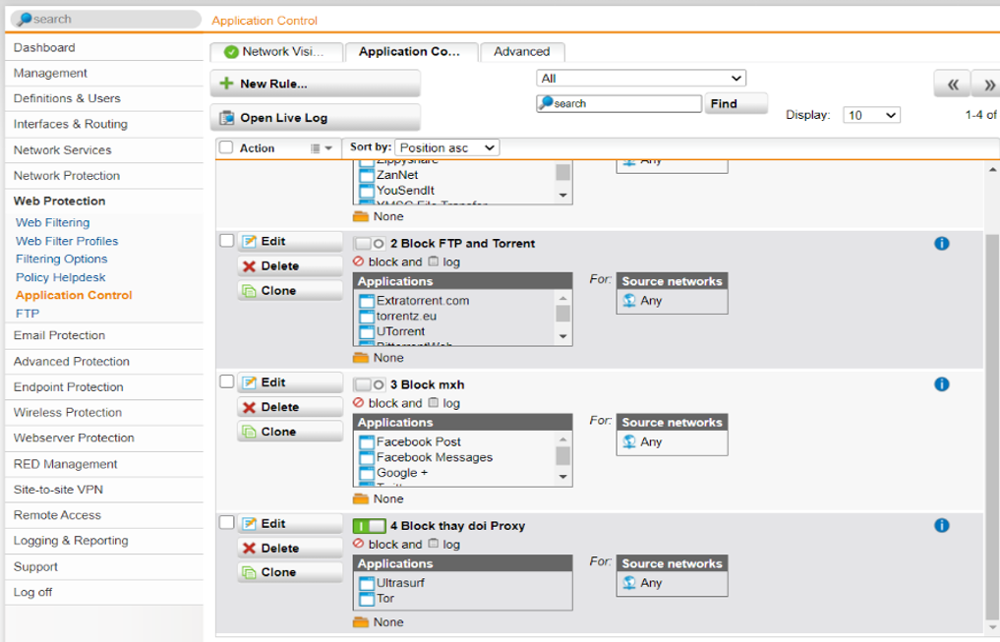 search
Application Control
Dashboard
Management
Definitions & Users
Interfaces & Routing
Network Services
Network Protection
Web Protection
Web Filtering
Web Filter Profiles
Filtering Options
Policy Helpdesk
Application Control
FTP
Email Protection
Advanced Protection
Endpoint Protection
Wireless Protection
Webserver Protection
RED Management
Site-to-site VPN
Remote Access
Logging & Reporting
Support
Log off
Network Visi...
Application Co...
Advanced
New Rule...
Open Live Log
All
search
Find
Display: 10
1-4 of
Action
Sort by: Position asc
Zippyshare
ZanNet
YouSendIt
YMSG File Transfer
None
Any
Edit
Delete
Clone
2 Block FTP and Torrent
block and log
Applications
Extratorrent.com
torrentz.eu
UTorrent
BittorrentWeb
None
For: Source networks
Any
Edit
Delete
Clone
3 Block mxh
block and log
Applications
Facebook Post
Facebook Messages
Google +
Twitter
None
For: Source networks
Any
Edit
Delete
Clone
4 Block thay doi Proxy
block and log
Applications
Ultrasurf
Tor
None
For: Source networks
Any